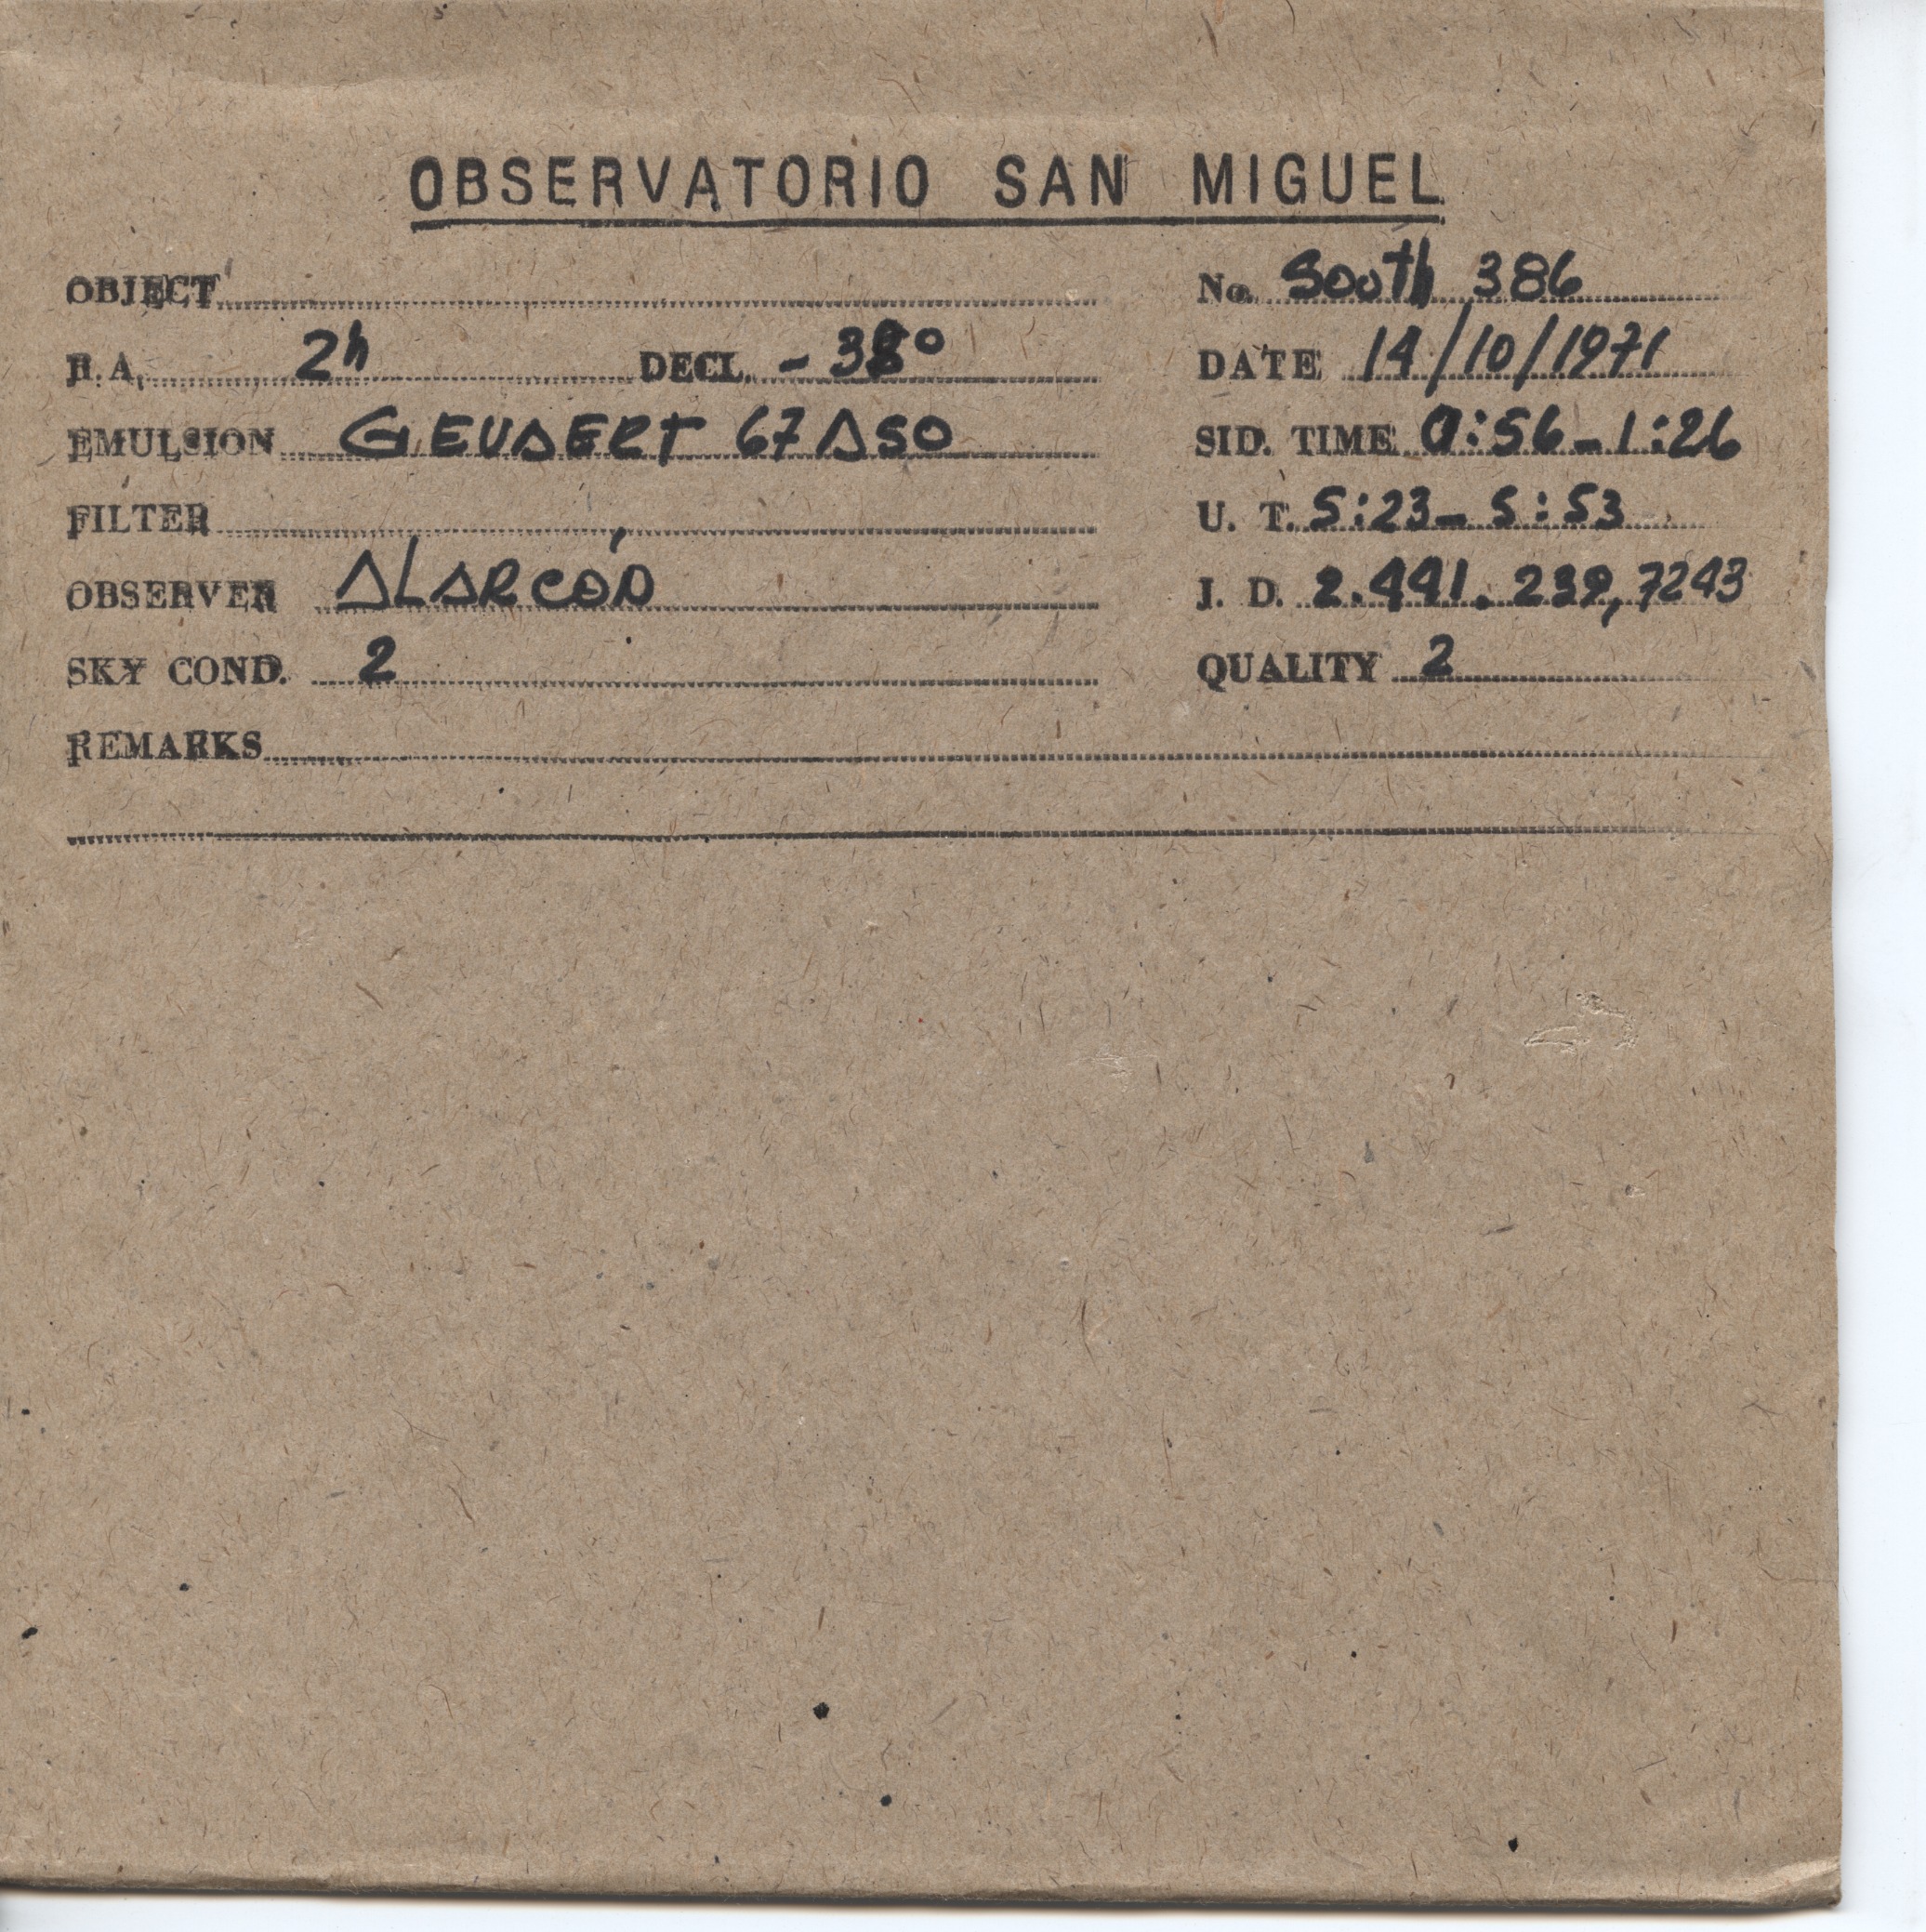 OBSERVATORIO SAN MIGUEL
OBJECT No. South 386
R.A. 2h DECL. -38° DATE 14/10/1971
EMULSION GEVAERT 67A50 SID. TIME 0:56-1:26
FILTER U. T. 5:23-5:53
OBSERVER ALARCÓN J. D. 2.441.239,7243
SKY COND. 2 QUALITY 2
REMARKS